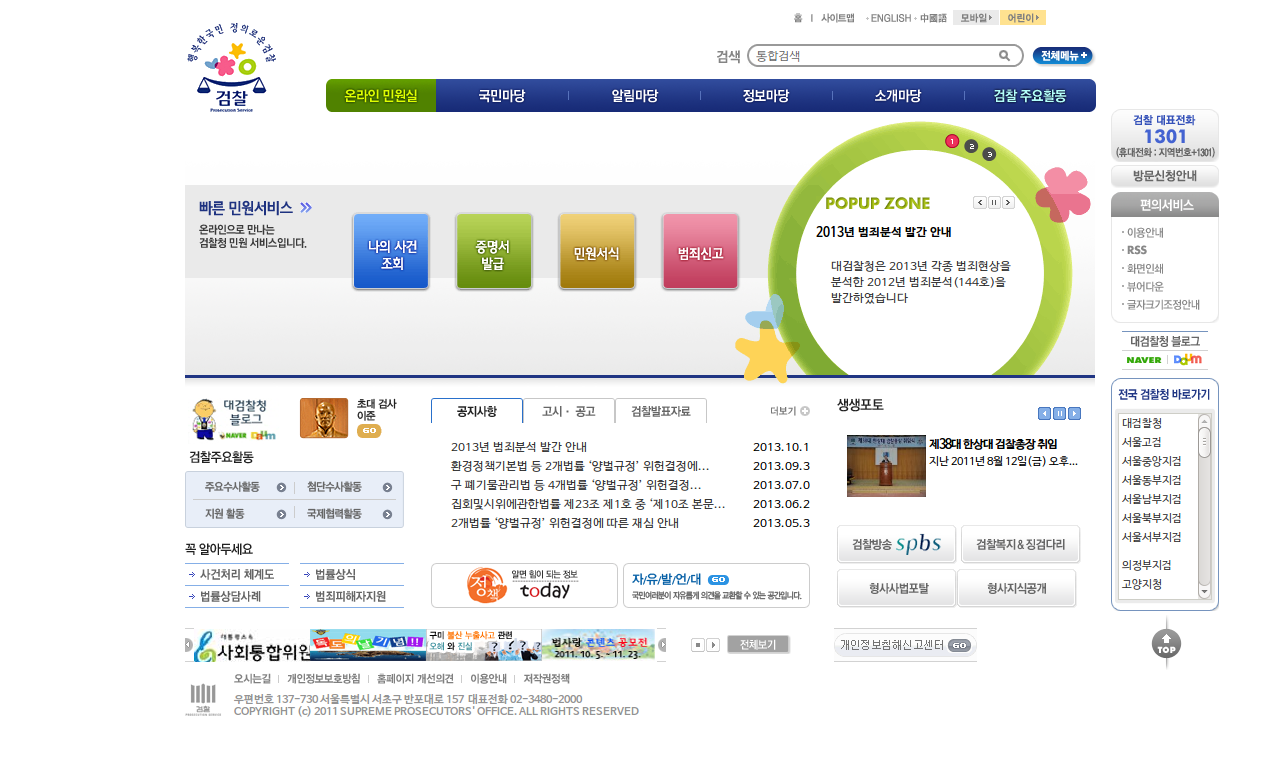 홈 사이트맵 ENGLISH 中國語 모바일 어린이
행복한국민 정의로운검찰
검찰
Prosecution Service
검색 통합검색 전체메뉴
온라인 민원실 국민마당 알림마당 정보마당 소개마당 검찰 주요활동
검찰 대표전화
1301
(휴대전화 : 지역번호+1301)
방문신청안내
편의서비스
이용안내
RSS
화면인쇄
뷰어다운
글자크기조정안내
대검찰청 블로그
NAVER Daum
전국 검찰청 바로가기
대검찰청
서울고검
서울중앙지검
서울동부지검
서울남부지검
서울북부지검
서울서부지검
의정부지검
고양지청
TOP
빠른 민원서비스
온라인으로 만나는
검찰청 민원 서비스입니다.
나의 사건
조회
증명서
발급
민원서식
범죄신고
1 2 3
POPUP ZONE
2013년 범죄분석 발간 안내
대검찰청은 2013년 각종 범죄현상을
분석한 2012년 범죄분석(144호)을
발간하였습니다
대검찰청
블로그
NAVER Daum
초대 검사
이준
GO
검찰주요활동
주요수사활동 첨단수사활동
지원 활동 국제협력활동
꼭 알아두세요
사건처리 체계도 법률상식
법률상담사례 범죄피해자지원
공지사항 고시· 공고 검찰발표자료 더보기
2013년 범죄분석 발간 안내 2013.10.1
환경정책기본법 등 2개법률 ‘양벌규정’ 위헌결정에... 2013.09.3
구 폐기물관리법 등 4개법률 ‘양벌규정’ 위헌결정... 2013.07.0
집회및시위에관한법률 제23조 제1호 중 ‘제10조 본문... 2013.06.2
2개법률 ‘양벌규정’ 위헌결정에 따른 재심 안내 2013.05.3
정책
알면 힘이 되는 정보
today
자/유/발/언/대 GO
국민여러분이 자유롭게 의견을 교환할 수 있는 공간입니다.
생생포토
제38대 한상대 검찰총장 취임
지난 2011년 8월 12일(금) 오후...
검찰방송 spbs 검찰복지&징검다리
형사사법포탈 형사지식공개
대통령소속
사회통합위원
독도의날 기념!!
구미 불산 누출사고 관련
오해 와 진실
법사랑 콘텐츠 공모전
2011. 10. 5. - 11. 23.
전체보기
개인정보침해신고센터 GO
오시는길 개인정보보호방침 홈페이지 개선의견 이용안내 저작권정책
검찰
PROSECUTION SERVICE
우편번호 137-730 서울특별시 서초구 반포대로 157 대표전화 02-3480-2000
COPYRIGHT (c) 2011 SUPREME PROSECUTORS' OFFICE. ALL RIGHTS RESERVED